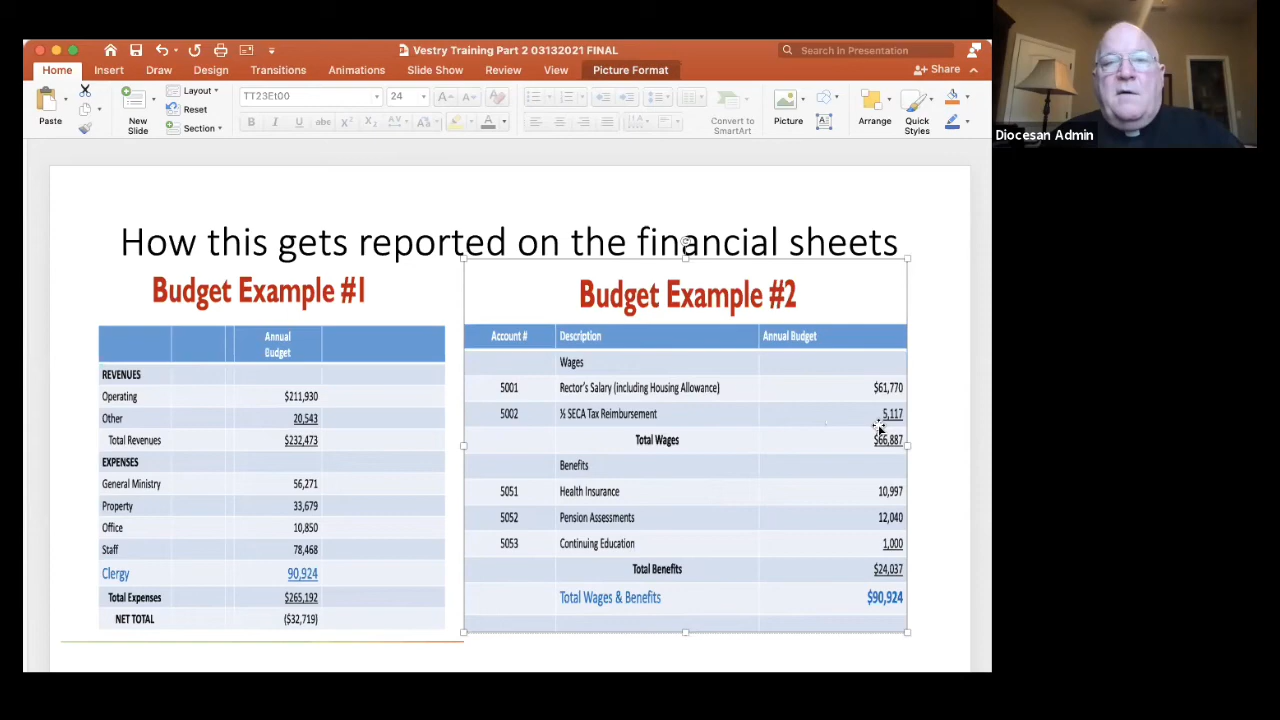 Vestry Training Part 2 03132021 FINAL
Search in Presentation
Home Insert Draw Design Transitions Animations Slide Show Review View Picture Format Share
Paste
New
Slide
Layout
Reset
Section
TT23Et00 24
Convert to
SmartArt
Picture
Arrange
Quick
Styles
Diocesan Admin
How this gets reported on the financial sheets
Budget Example #1
Annual
Budget
REVENUES
Operating $211,930
Other 20,543
Total Revenues $232,473
EXPENSES
General Ministry 56,271
Property 33,679
Office 10,850
Staff 78,468
Clergy 90,924
Total Expenses $265,192
NET TOTAL ($32,719)
Budget Example #2
Account # Description Annual Budget
Wages
5001 Rector's Salary (including Housing Allowance) $61,770
5002 ½ SECA Tax Reimbursement 5,117
Total Wages $66,887
Benefits
5051 Health Insurance 10,997
5052 Pension Assessments 12,040
5053 Continuing Education 1,000
Total Benefits $24,037
Total Wages & Benefits $90,924